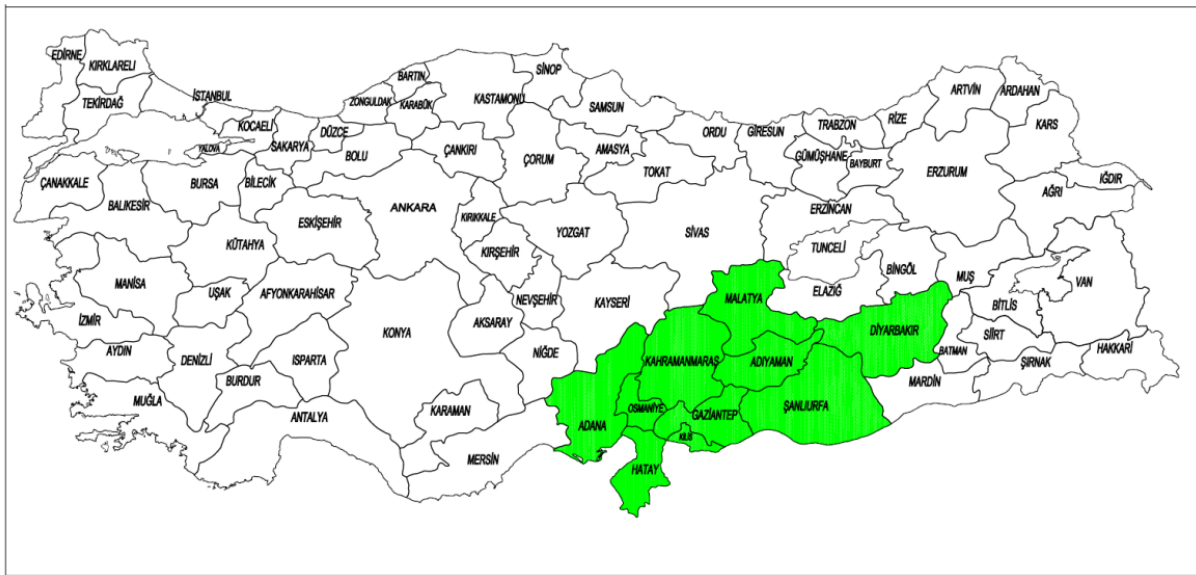 EDİRNE
KIRKLARELİ
TEKİRDAĞ
İSTANBUL
KOCAELİ
YALOVA
SAKARYA
DÜZCE
ZONGULDAK
BARTIN
KARABÜK
KASTAMONU
SİNOP
SAMSUN
ORDU
GİRESUN
TRABZON
RİZE
ARTVİN
ARDAHAN
KARS
IĞDIR
AĞRI
ERZURUM
BAYBURT
GÜMÜŞHANE
ERZİNCAN
TOKAT
AMASYA
ÇORUM
ÇANKIRI
BOLU
BİLECİK
BURSA
BALIKESİR
ÇANAKKALE
KÜTAHYA
ESKİŞEHİR
ANKARA
KIRIKKALE
KIRŞEHİR
YOZGAT
SİVAS
TUNCELİ
BİNGÖL
MUŞ
BİTLİS
VAN
HAKKARİ
ŞIRNAK
SİİRT
BATMAN
MARDİN
DİYARBAKIR
ELAZIĞ
MALATYA
KAYSERİ
NEVŞEHİR
AKSARAY
NİĞDE
KONYA
AFYONKARAHİSAR
UŞAK
MANİSA
İZMİR
AYDIN
DENİZLİ
ISPARTA
BURDUR
MUĞLA
ANTALYA
KARAMAN
MERSİN
ADANA
OSMANİYE
KAHRAMANMARAŞ
ADIYAMAN
ŞANLIURFA
GAZİANTEP
KİLİS
HATAY